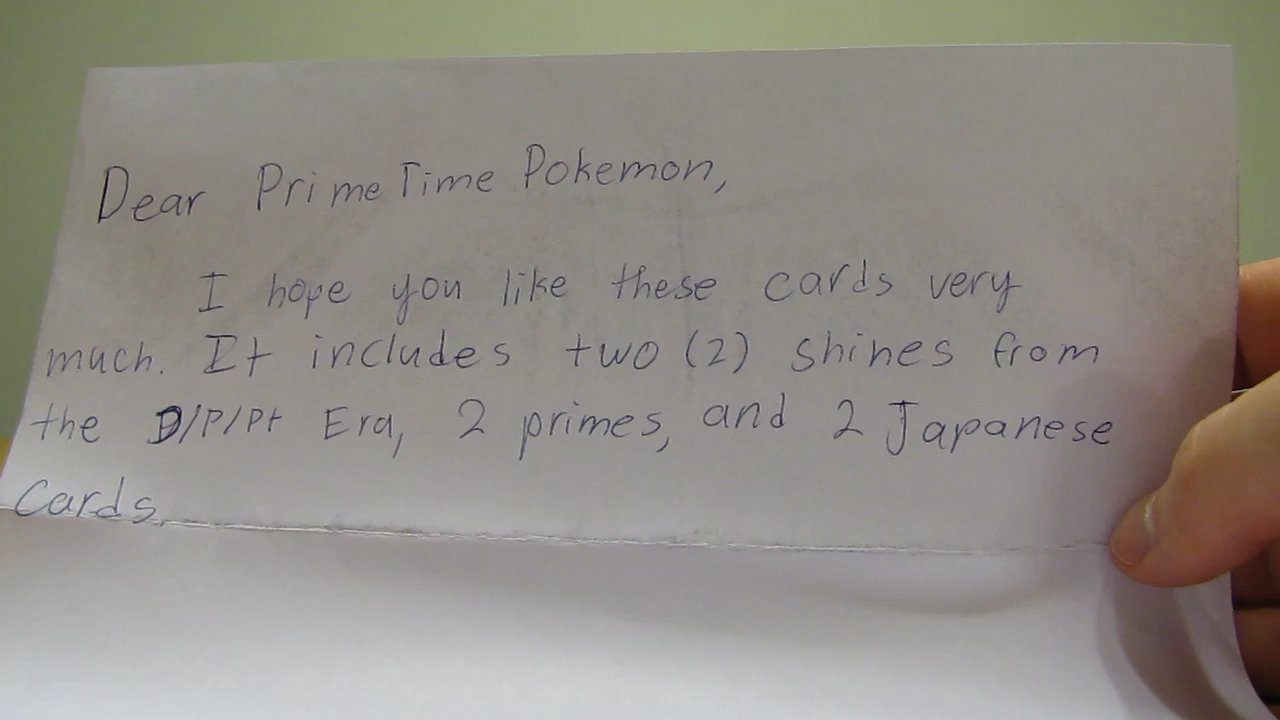 Dear PrimeTime Pokemon,
I hope you like these cards very
much. It includes two (2) shines from
the D/P/Pt Era, 2 primes, and 2 Japanese
Cards.